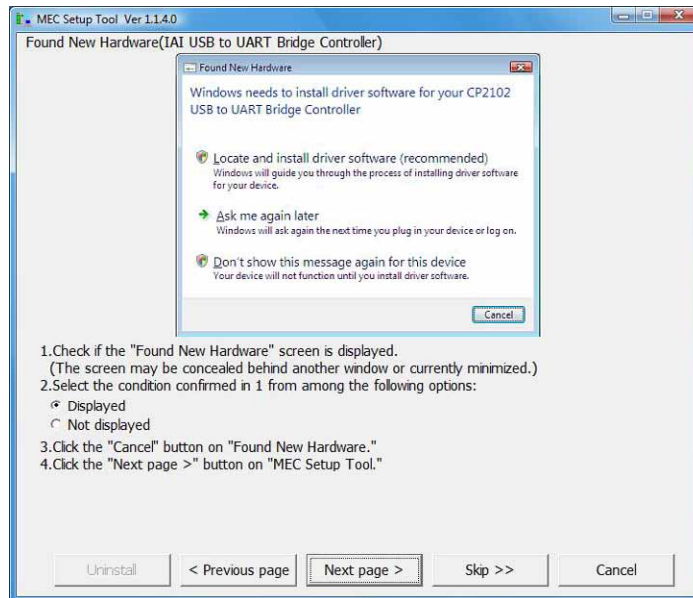 MEC Setup Tool Ver 1.1.4.0
Found New Hardware(IAI USB to UART Bridge Controller)
Found New Hardware
Windows needs to install driver software for your CP2102
USB to UART Bridge Controller
Locate and install driver software (recommended)
Windows will guide you through the process of installing driver software
for your device.
Ask me again later
Windows will ask again the next time you plug in your device or log on.
Don't show this message again for this device
Your device will not function until you install driver software.
Cancel
1.Check if the "Found New Hardware" screen is displayed.
(The screen may be concealed behind another window or currently minimized.)
2.Select the condition confirmed in 1 from among the following options:
Displayed
Not displayed
3.Click the "Cancel" button on "Found New Hardware."
4.Click the "Next page >" button on "MEC Setup Tool."
Uninstall
< Previous page
Next page >
Skip >>
Cancel